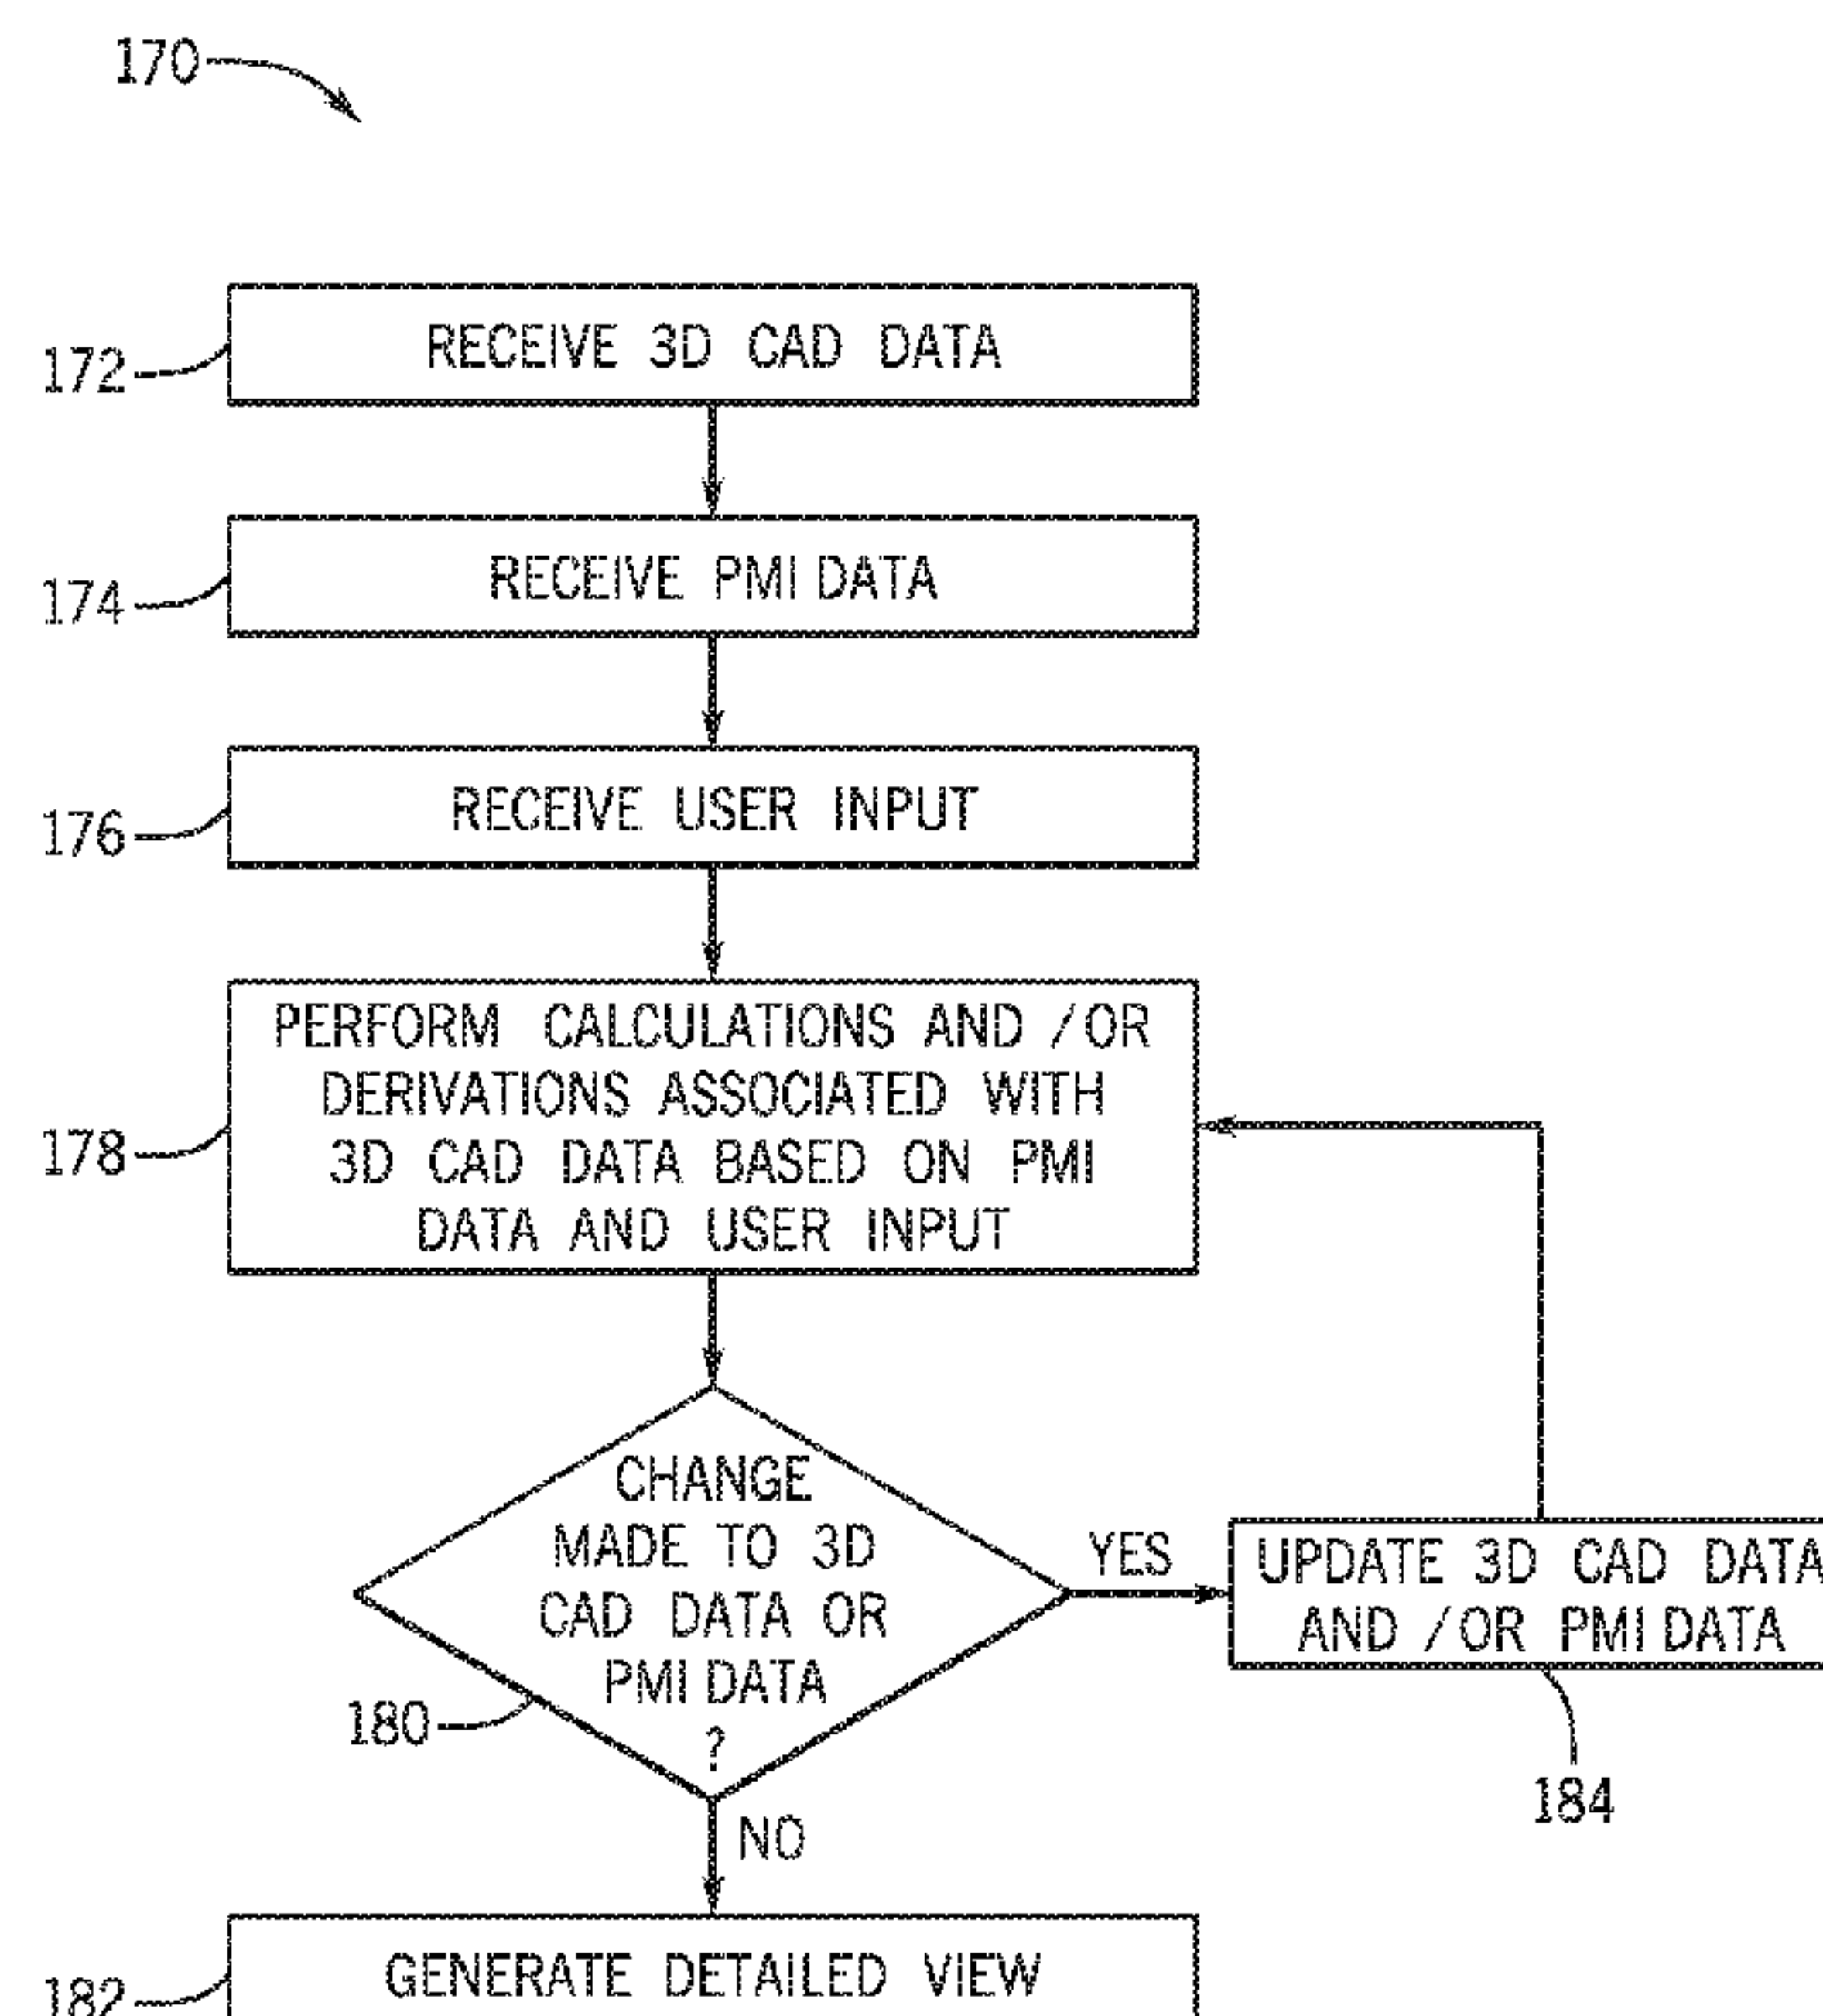 170
RECEIVE 3D CAD DATA
172
RECEIVE PMI DATA
174
RECEIVE USER INPUT
176
PERFORM CALCULATIONS AND /OR
DERIVATIONS ASSOCIATED WITH
3D CAD DATA BASED ON PMI
DATA AND USER INPUT
178
CHANGE
MADE TO 3D
CAD DATA OR
PMI DATA
?
180
YES
UPDATE 3D CAD DATA
AND /OR PMI DATA
184
NO
GENERATE DETAILED VIEW
182